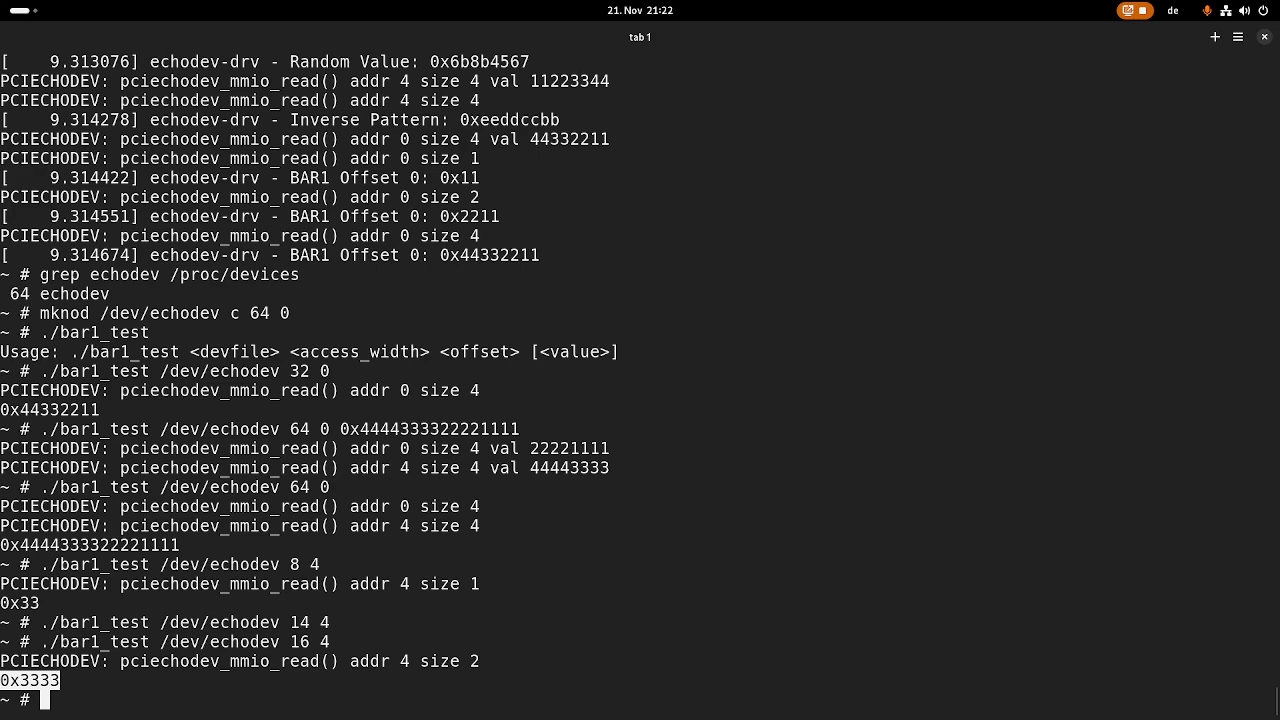 21. Nov 21:22
de
tab 1
[    9.313076] echodev-drv - Random Value: 0x6b8b4567
PCIECHODEV: pciechodev_mmio_read() addr 4 size 4 val 11223344
PCIECHODEV: pciechodev_mmio_read() addr 4 size 4
[    9.314278] echodev-drv - Inverse Pattern: 0xeeddccbb
PCIECHODEV: pciechodev_mmio_read() addr 0 size 4 val 44332211
PCIECHODEV: pciechodev_mmio_read() addr 0 size 1
[    9.314422] echodev-drv - BAR1 Offset 0: 0x11
PCIECHODEV: pciechodev_mmio_read() addr 0 size 2
[    9.314551] echodev-drv - BAR1 Offset 0: 0x2211
PCIECHODEV: pciechodev_mmio_read() addr 0 size 4
[    9.314674] echodev-drv - BAR1 Offset 0: 0x44332211
~ # grep echodev /proc/devices
 64 echodev
~ # mknod /dev/echodev c 64 0
~ # ./bar1_test
Usage: ./bar1_test <devfile> <access_width> <offset> [<value>]
~ # ./bar1_test /dev/echodev 32 0
PCIECHODEV: pciechodev_mmio_read() addr 0 size 4
0x44332211
~ # ./bar1_test /dev/echodev 64 0 0x4444333322221111
PCIECHODEV: pciechodev_mmio_read() addr 0 size 4 val 22221111
PCIECHODEV: pciechodev_mmio_read() addr 4 size 4 val 44443333
~ # ./bar1_test /dev/echodev 64 0
PCIECHODEV: pciechodev_mmio_read() addr 0 size 4
PCIECHODEV: pciechodev_mmio_read() addr 4 size 4
0x4444333322221111
~ # ./bar1_test /dev/echodev 8 4
PCIECHODEV: pciechodev_mmio_read() addr 4 size 1
0x33
~ # ./bar1_test /dev/echodev 14 4
~ # ./bar1_test /dev/echodev 16 4
PCIECHODEV: pciechodev_mmio_read() addr 4 size 2
0x3333
~ #